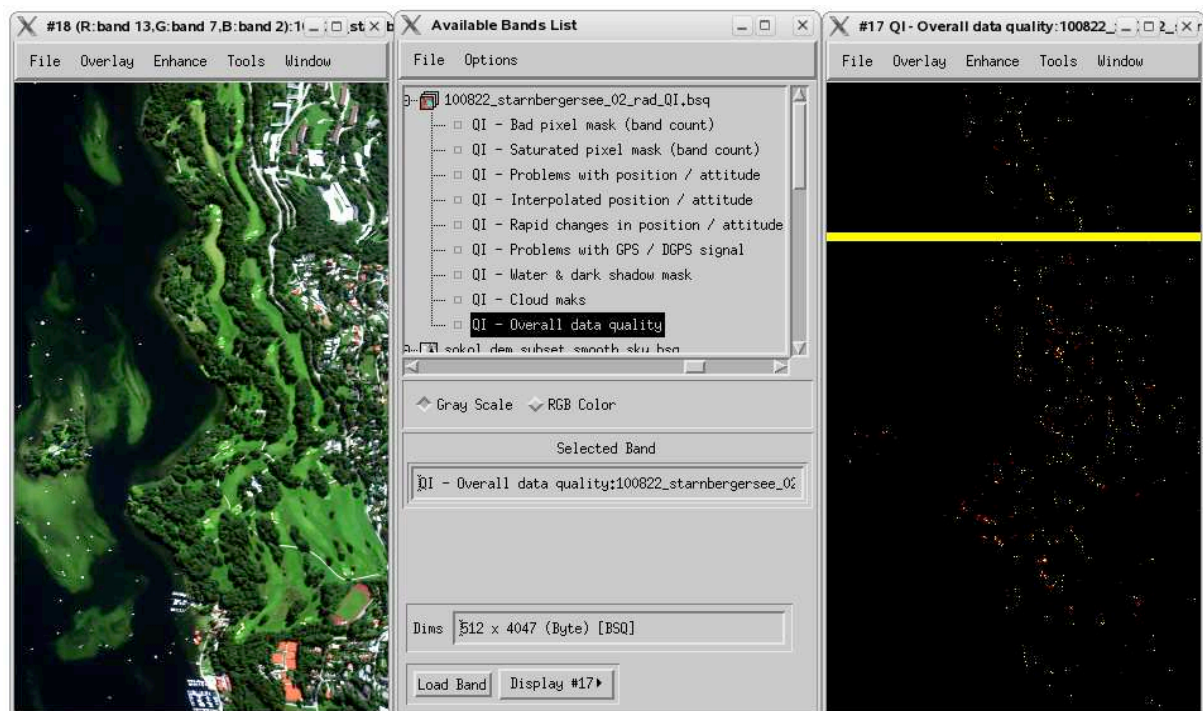 #18 (R:band 13,G:band 7,B:band 2):1
File Overlay Enhance Tools Window
Available Bands List
File Options
100822_starnbergersee_02_rad_QI.bsq
QI - Bad pixel mask (band count)
QI - Saturated pixel mask (band count)
QI - Problems with position / attitude
QI - Interpolated position / attitude
QI - Rapid changes in position / attitude
QI - Problems with GPS / DGPS signal
QI - Water & dark shadow mask
QI - Cloud maks
QI - Overall data quality
sokol_dem_subset_smooth_sky.bsq
Gray Scale RGB Color
Selected Band
QI - Overall data quality:100822_starnbergersee_02
Dims 512 x 4047 (Byte) [BSQ]
Load Band Display #17
#17 QI - Overall data quality:100822_
File Overlay Enhance Tools Window